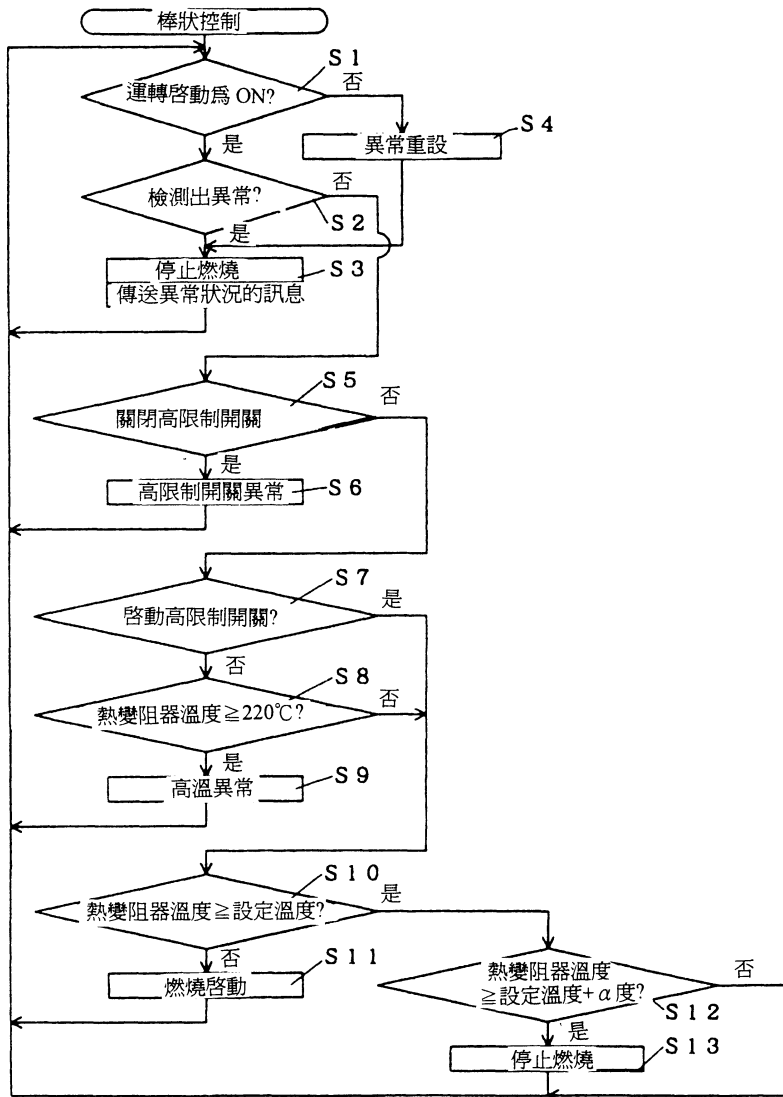 棒狀控制
S1
運轉啓動爲 ON?
否
S4
是
異常重設
檢測出異常?
否
S2
是
停止燃燒
S3
傳送異常狀況的訊息
S5
否
關閉高限制開關
是
高限制開關異常
S6
S7
啓動高限制開關?
是
否
S8
熱變阻器溫度≧220℃?
否
是
高溫異常
S9
S10
熱變阻器溫度≧設定溫度?
是
否
S11
燃燒啓動
熱變阻器溫度
≧設定溫度+α度?
否
S12
是
停止燃燒
S13